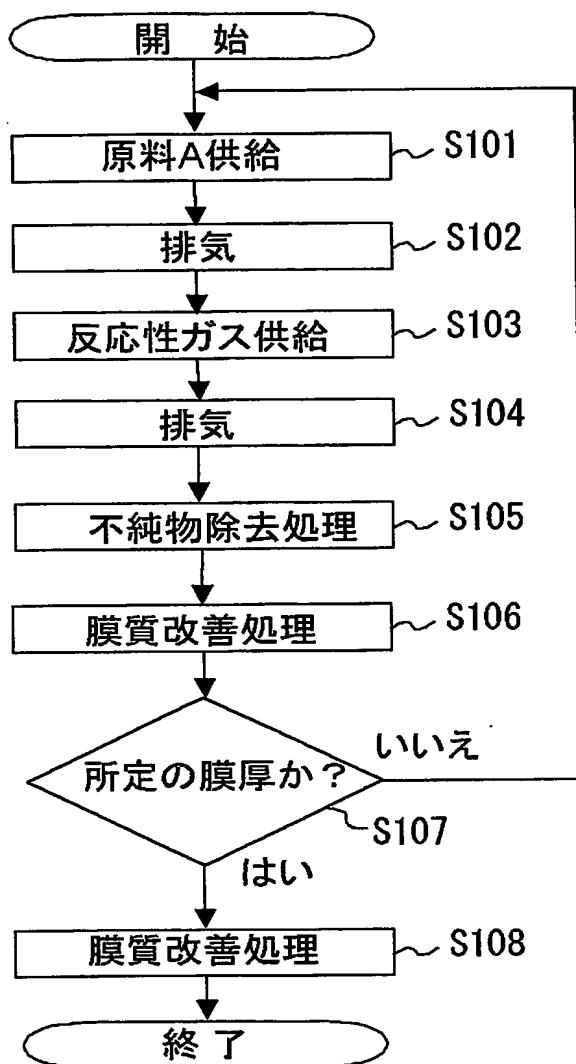 開 始
原料A供給
S101
排気
S102
反応性ガス供給
S103
排気
S104
不純物除去処理
S105
膜質改善処理
S106
所定の膜厚か？
いいえ
S107
はい
膜質改善処理
S108
終了